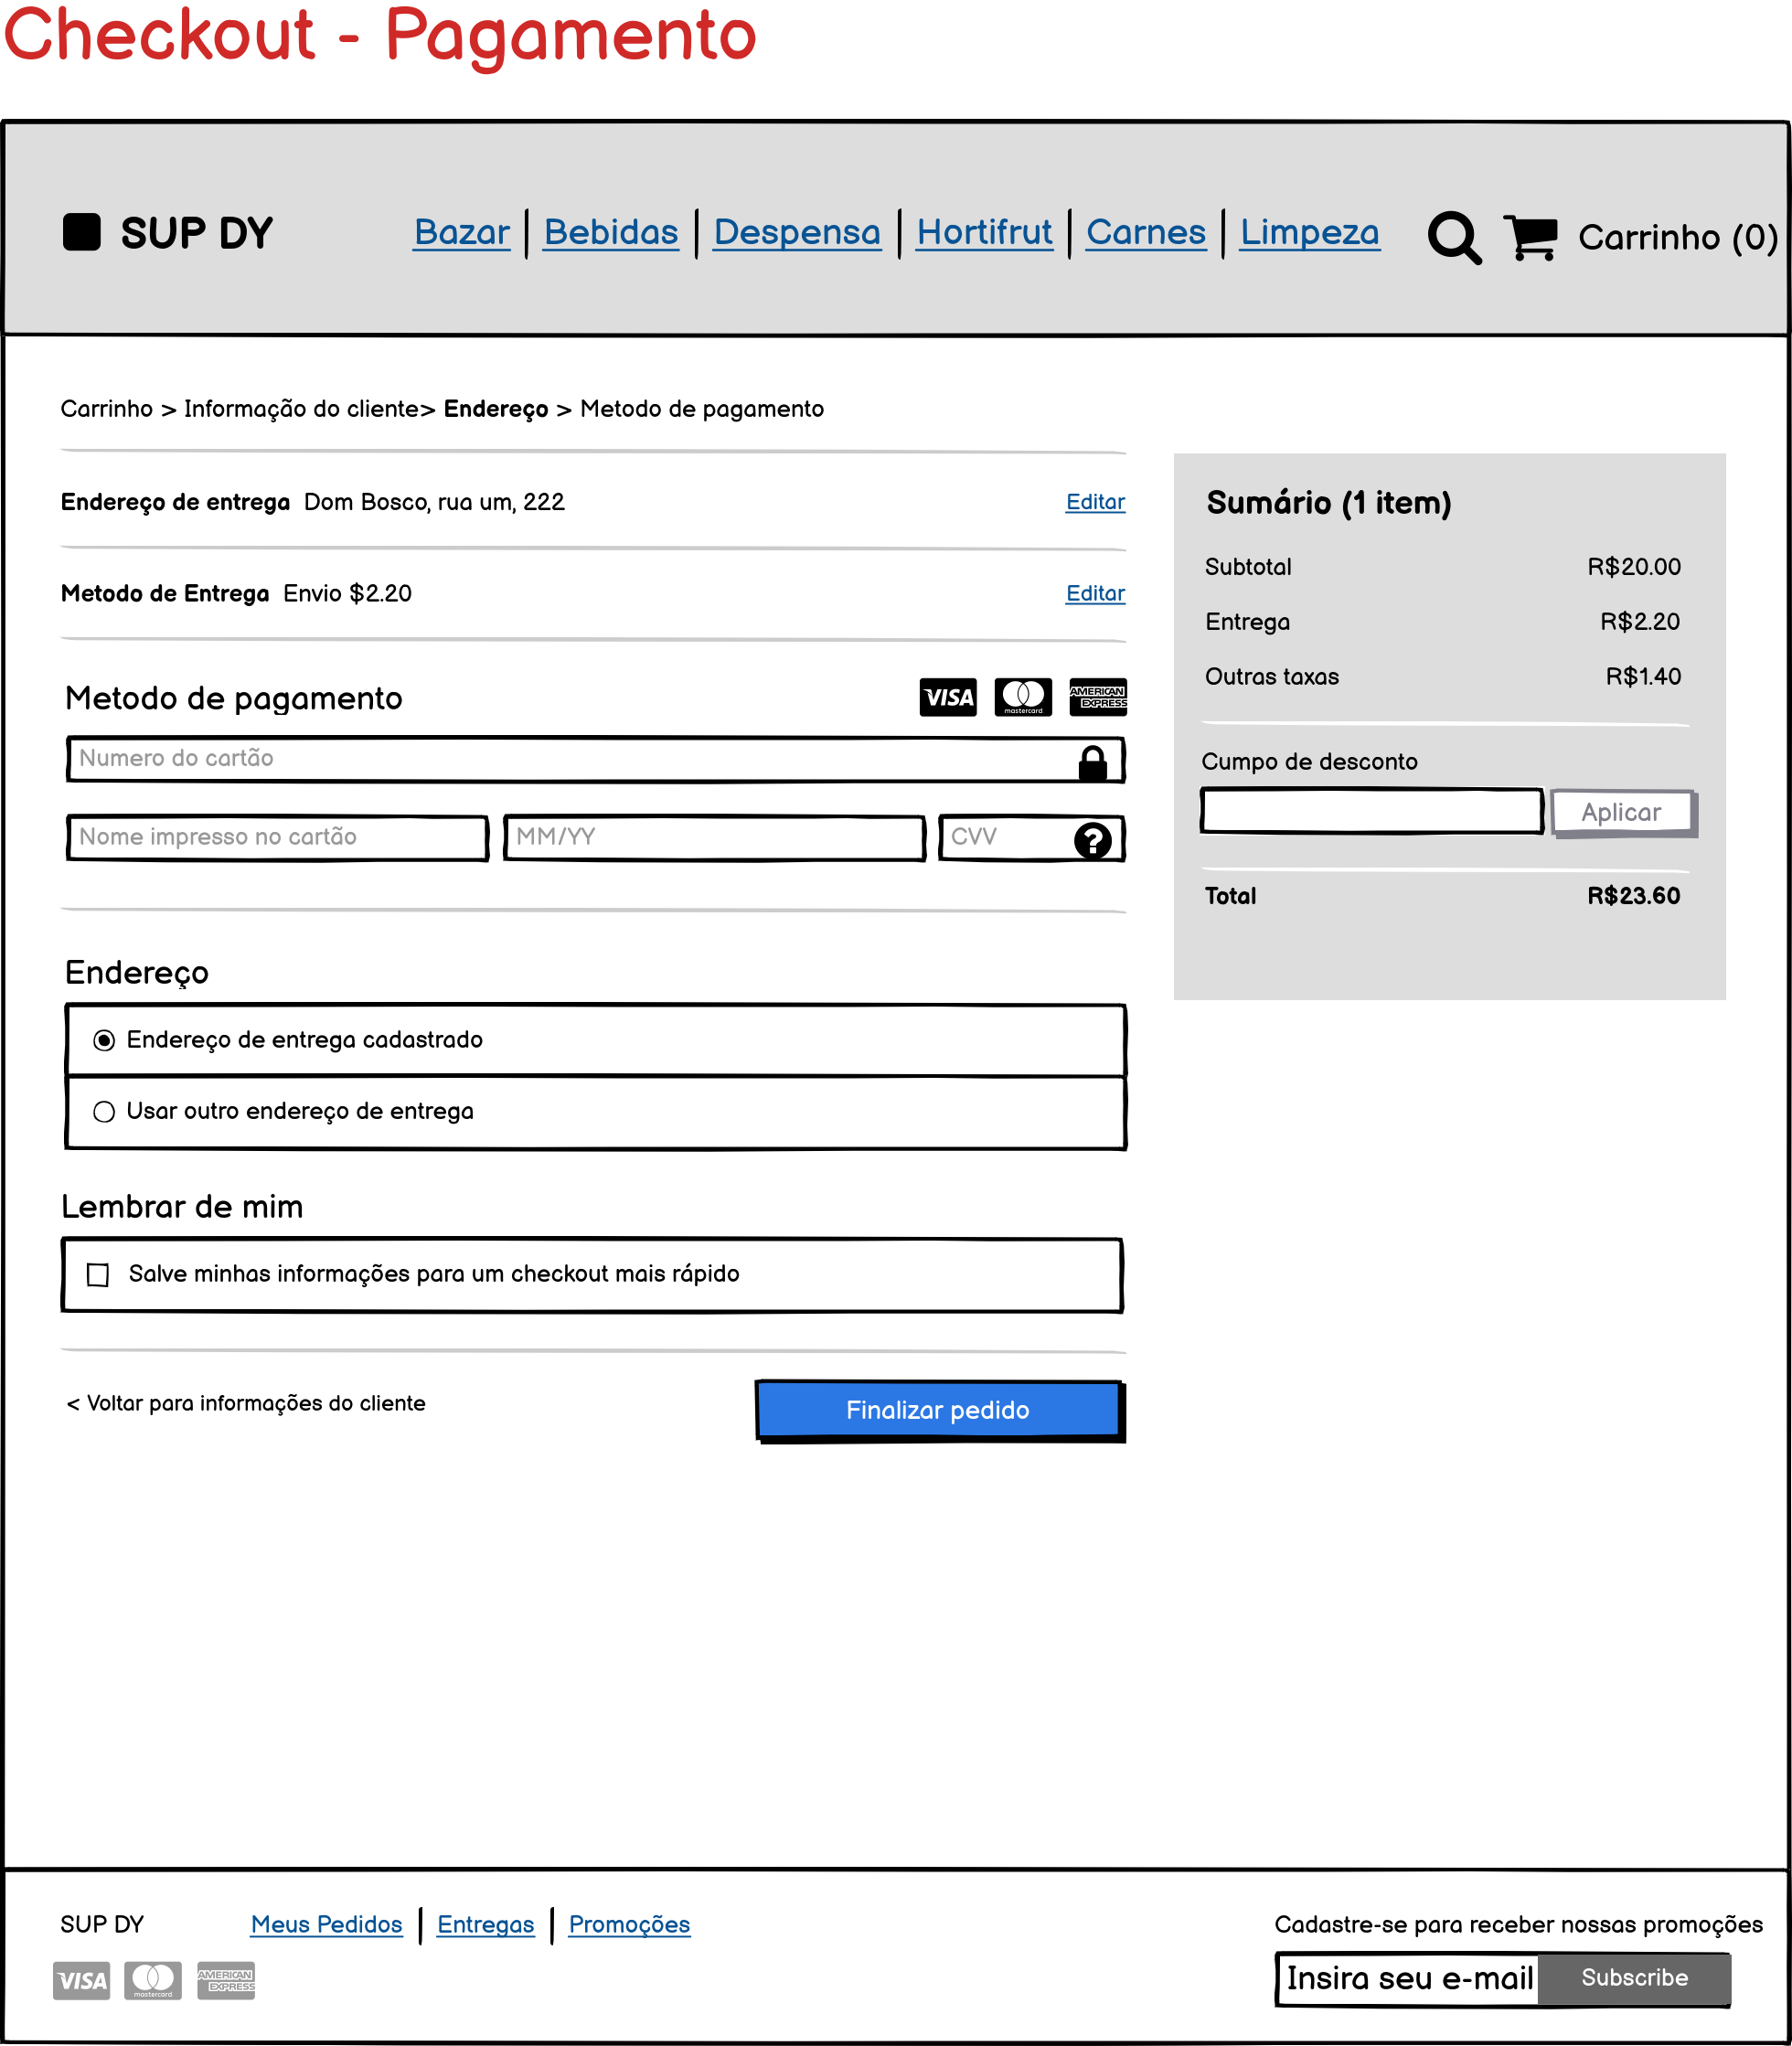 Checkout - Pagamento
SUP DY
Bazar | Bebidas | Despensa | Hortifrut | Carnes | Limpeza
Carrinho (0)
Carrinho > Informação do cliente> Endereço > Metodo de pagamento
Endereço de entrega Dom Bosco, rua um, 222
Editar
Metodo de Entrega Envio $2.20
Editar
Metodo de pagamento
VISA mastercard AMERICAN EXPRESS
Numero do cartão
Nome impresso no cartão
MM/YY
CVV
?
Endereço
Endereço de entrega cadastrado
Usar outro endereço de entrega
Lembrar de mim
Salve minhas informações para um checkout mais rápido
< Voltar para informações do cliente
Finalizar pedido
Sumário (1 item)
Subtotal R$20.00
Entrega R$2.20
Outras taxas R$1.40
Cumpo de desconto
Aplicar
Total R$23.60
SUP DY
Meus Pedidos | Entregas | Promoções
VISA mastercard AMERICAN EXPRESS
Cadastre-se para receber nossas promoções
Insira seu e-mail
Subscribe